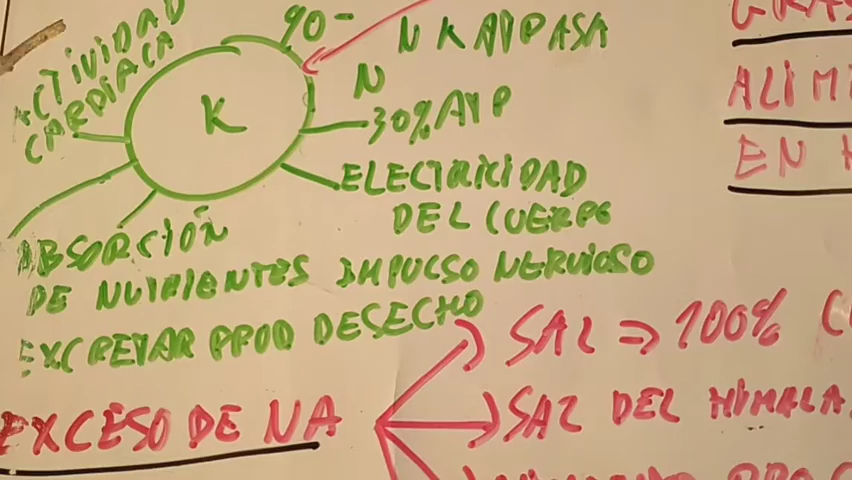 ACTIVIDAD
CARDIACA
K
90-
N K ATPASA
N
30% ATP
ELECTRICIDAD
DEL CUERPO
ABSORCIÓN
DE NUTRIENTES IMPULSO NERVIOSO
EXCRETAR PROD DESECHO
EXCESO DE NA
SAL => 100%
SAL DEL HIMALA
GRAS
ALIM
EN